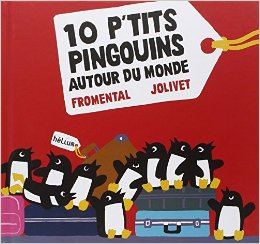 10 P'TITS
PINGOUINS
AUTOUR DU MONDE
FROMENTAL JOLIVET
hélium